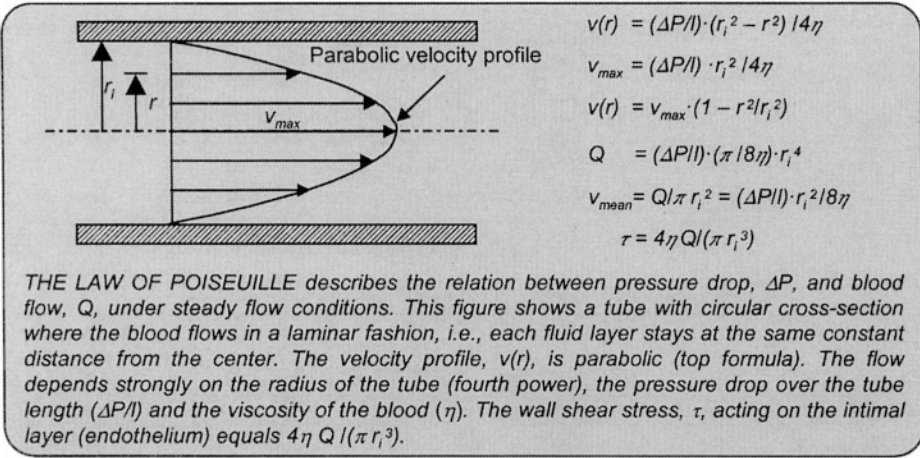 Parabolic velocity profile
r_i
r
v_max
v(r) = (ΔP/l)·(r_i² – r²) /4η
v_max = (ΔP/l) ·r_i²/4η
v(r) = v_max·(1 – r²/r_i²)
Q = (ΔP/l)·(π/8η)·r_i⁴
v_mean= Q/π r_i² = (ΔP/l)·r_i²/8η
τ = 4η Q/(π r_i³)
THE LAW OF POISEUILLE describes the relation between pressure drop, ΔP, and blood
flow, Q, under steady flow conditions. This figure shows a tube with circular cross-section
where the blood flows in a laminar fashion, i.e., each fluid layer stays at the same constant
distance from the center. The velocity profile, v(r), is parabolic (top formula). The flow
depends strongly on the radius of the tube (fourth power), the pressure drop over the tube
length (ΔP/l) and the viscosity of the blood (η). The wall shear stress, τ, acting on the intimal
layer (endothelium) equals 4η Q /(π r_i³).